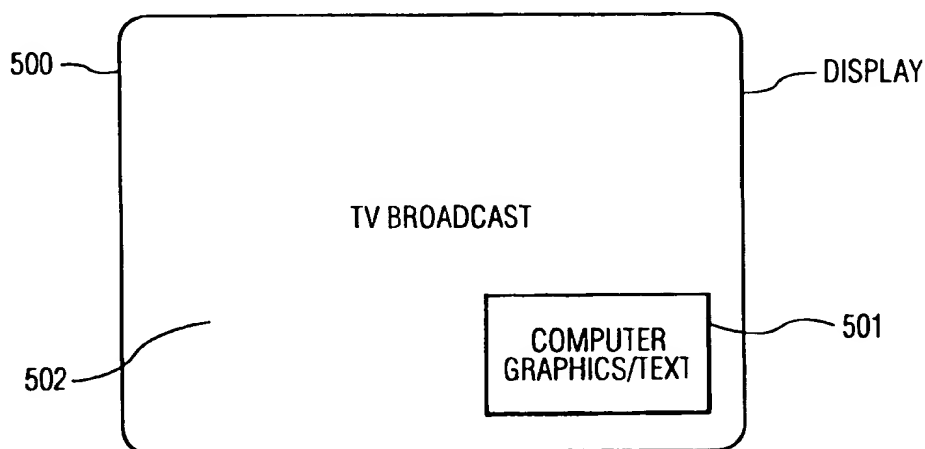 500
DISPLAY
TV BROADCAST
COMPUTER
GRAPHICS/TEXT
501
502